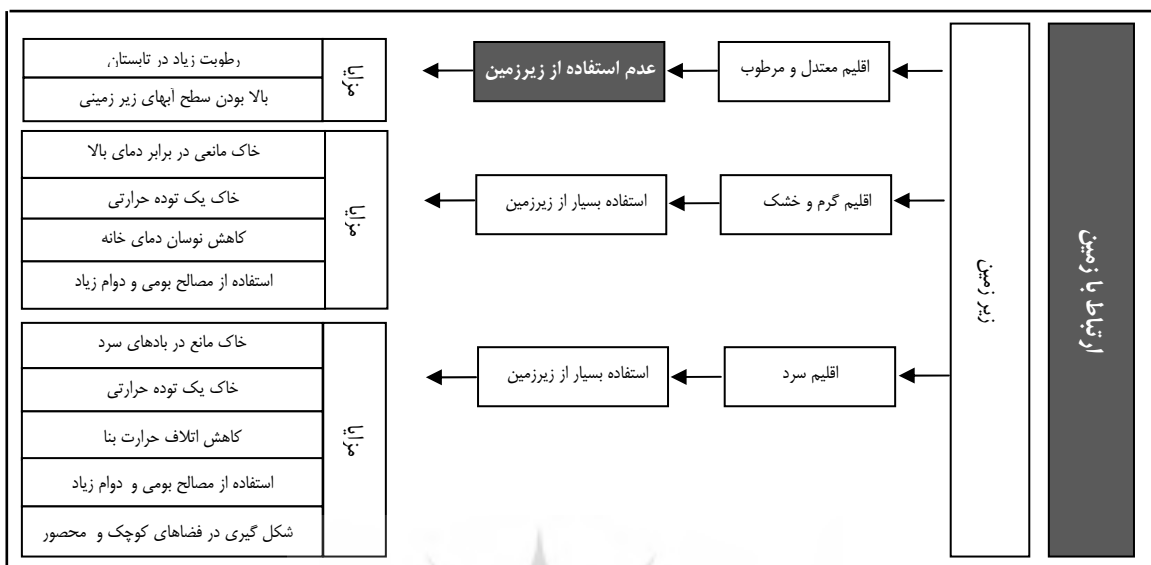 ارتباط با زمین
زیر زمین
اقلیم معتدل و مرطوب
عدم استفاده از زیرزمین
مزایا
رطوبت زیاد در تابستان
بالا بودن سطح آبهای زیر زمینی
اقلیم گرم و خشک
استفاده بسیار از زیرزمین
مزایا
خاک مانعی در برابر دمای بالا
خاک یک توده حرارتی
کاهش نوسان دمای خانه
استفاده از مصالح بومی و دوام زیاد
اقلیم سرد
استفاده بسیار از زیرزمین
مزایا
خاک مانع در بادهای سرد
خاک یک توده حرارتی
کاهش اتلاف حرارت بنا
استفاده از مصالح بومی و دوام زیاد
شکل گیری در فضاهای کوچک و محصور